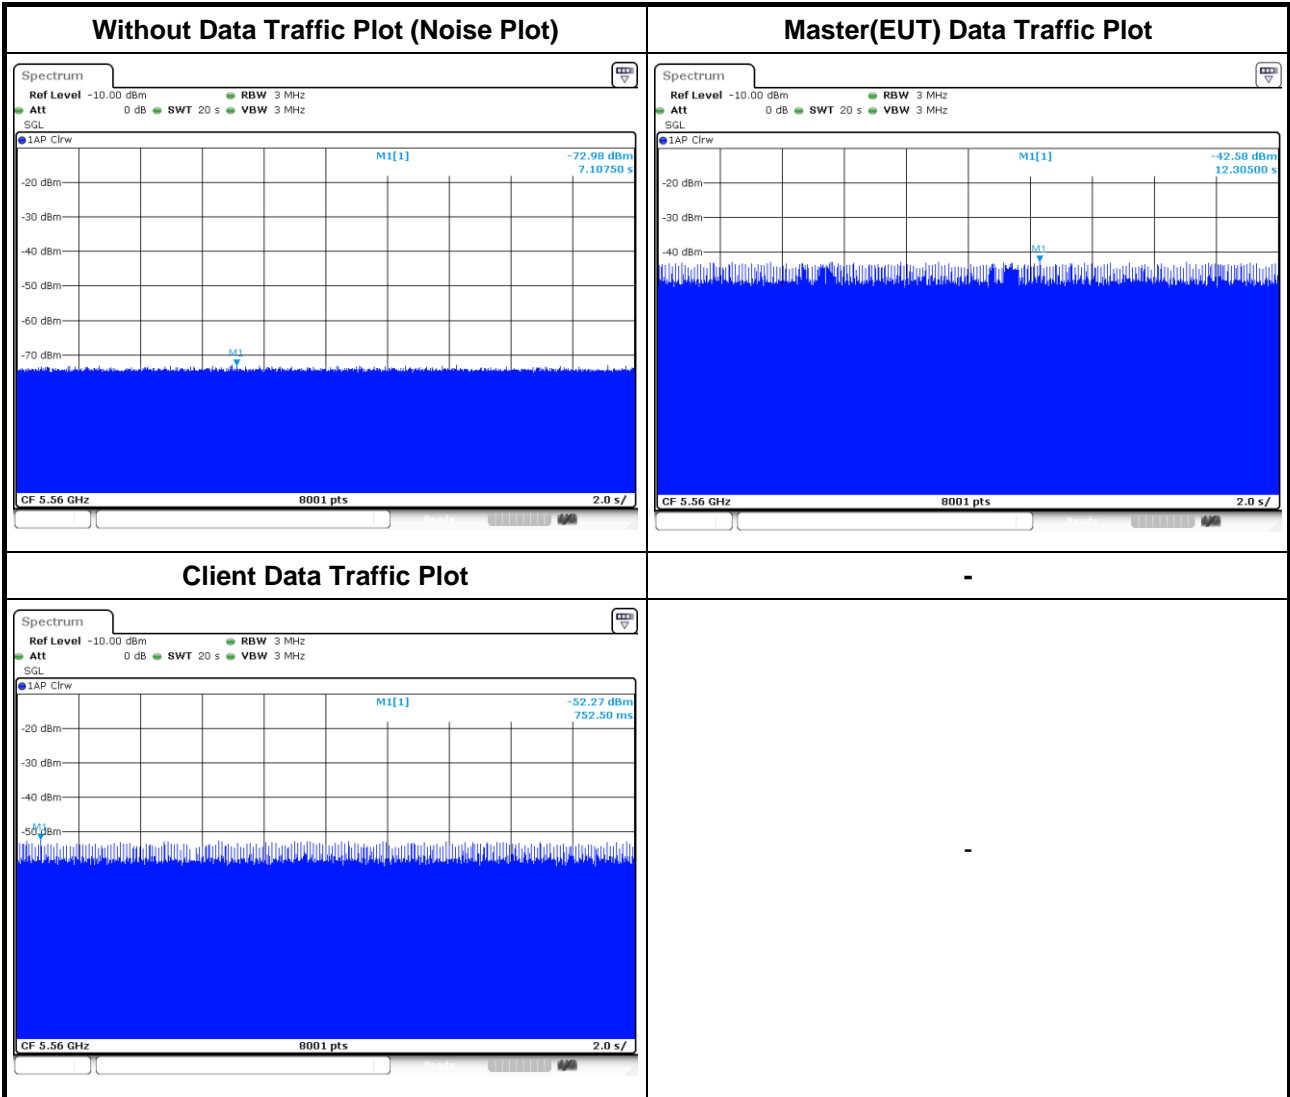 Without Data Traffic Plot (Noise Plot)
Master(EUT) Data Traffic Plot
Spectrum
Ref Level -10.00 dBm RBW 3 MHz
Att 0 dB SWT 20 s VBW 3 MHz
SGL
1AP Clrw
M1[1] -72.98 dBm
7.10750 s
-20 dBm
-30 dBm
-40 dBm
-50 dBm
-60 dBm
-70 dBm
M1
CF 5.56 GHz 8001 pts 2.0 s/
Ready
Spectrum
Ref Level -10.00 dBm RBW 3 MHz
Att 0 dB SWT 20 s VBW 3 MHz
SGL
1AP Clrw
M1[1] -42.58 dBm
12.30500 s
-20 dBm
-30 dBm
-40 dBm
M1
CF 5.56 GHz 8001 pts 2.0 s/
Ready
Client Data Traffic Plot
-
Spectrum
Ref Level -10.00 dBm RBW 3 MHz
Att 0 dB SWT 20 s VBW 3 MHz
SGL
1AP Clrw
M1[1] -52.27 dBm
752.50 ms
-20 dBm
-30 dBm
-40 dBm
-50 dBm
M1
CF 5.56 GHz 8001 pts 2.0 s/
Ready
-